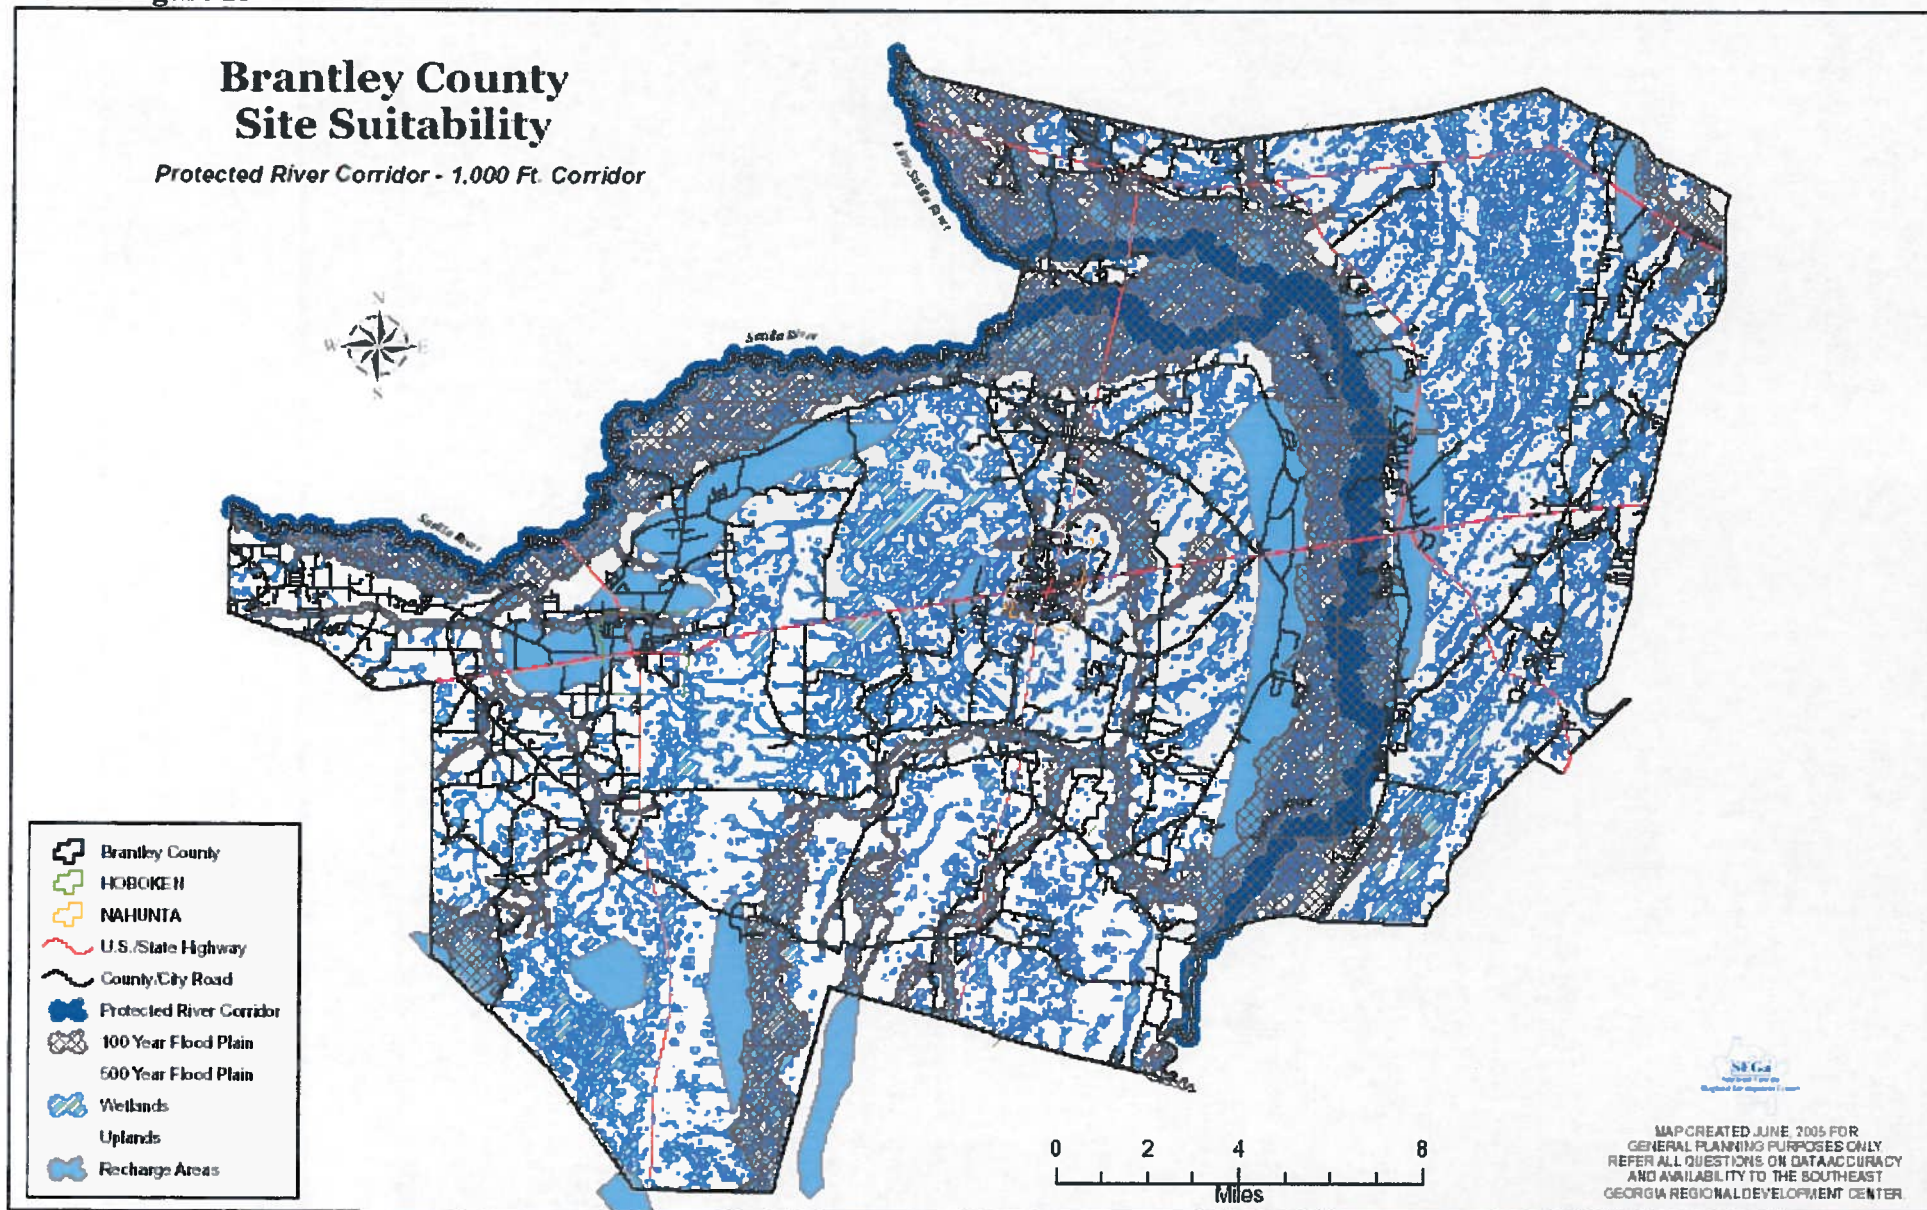 Brantley County
Site Suitability
Protected River Corridor - 1,000 Ft. Corridor
Satilla River
N
W E
S
Satilla River
Brantley County
HOBOKEN
NAHUNTA
U.S./State Highway
County/City Road
Protected River Corridor
100 Year Flood Plain
500 Year Flood Plain
Wetlands
Uplands
Recharge Areas
0 2 4 8
Miles
SEGa
MAP CREATED JUNE, 2005 FOR
GENERAL PLANNING PURPOSES ONLY.
REFER ALL QUESTIONS ON DATA ACCURACY
AND AVAILABILITY TO THE SOUTHEAST
GEORGIA REGIONAL DEVELOPMENT CENTER.